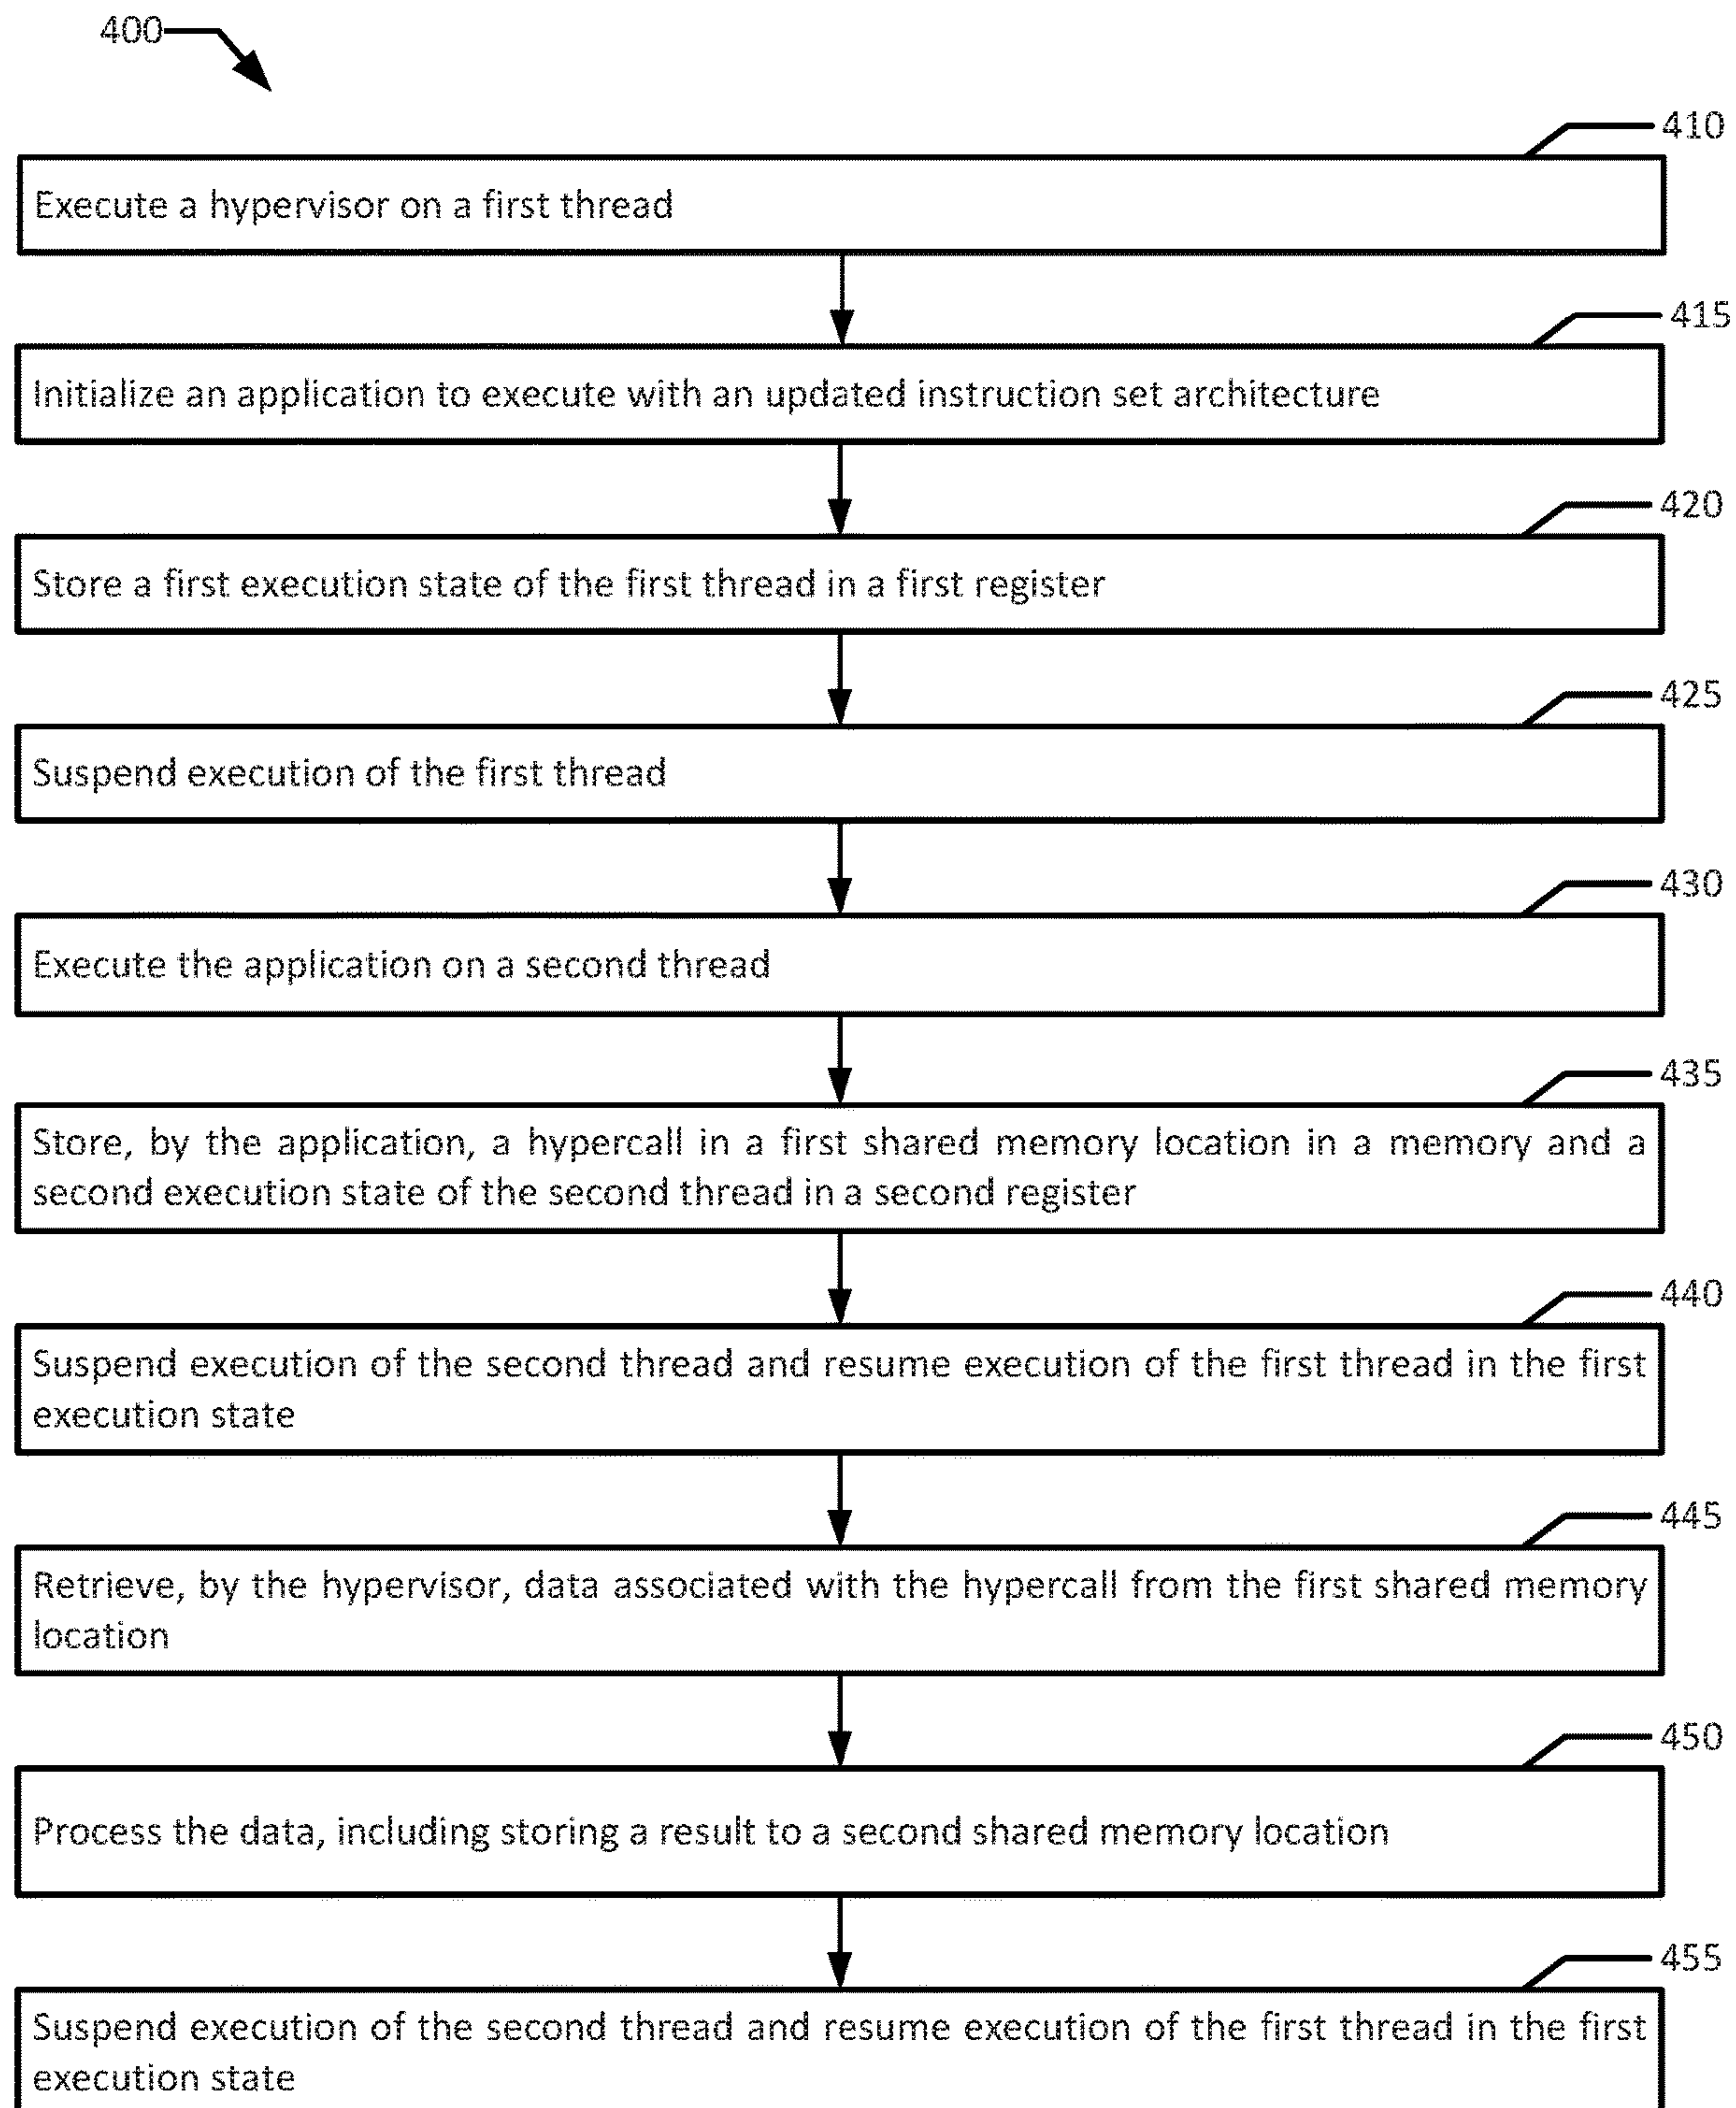 400
410
Execute a hypervisor on a first thread
415
Initialize an application to execute with an updated instruction set architecture
420
Store a first execution state of the first thread in a first register
425
Suspend execution of the first thread
430
Execute the application on a second thread
435
Store, by the application, a hypercall in a first shared memory location in a memory and a
second execution state of the second thread in a second register
440
Suspend execution of the second thread and resume execution of the first thread in the first
execution state
445
Retrieve, by the hypervisor, data associated with the hypercall from the first shared memory
location
450
Process the data, including storing a result to a second shared memory location
455
Suspend execution of the second thread and resume execution of the first thread in the first
execution state